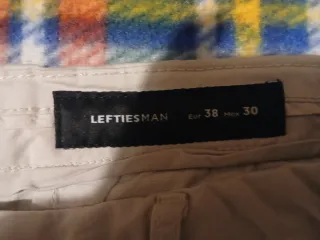 LEFTIESMAN EUR 38 MEX 30